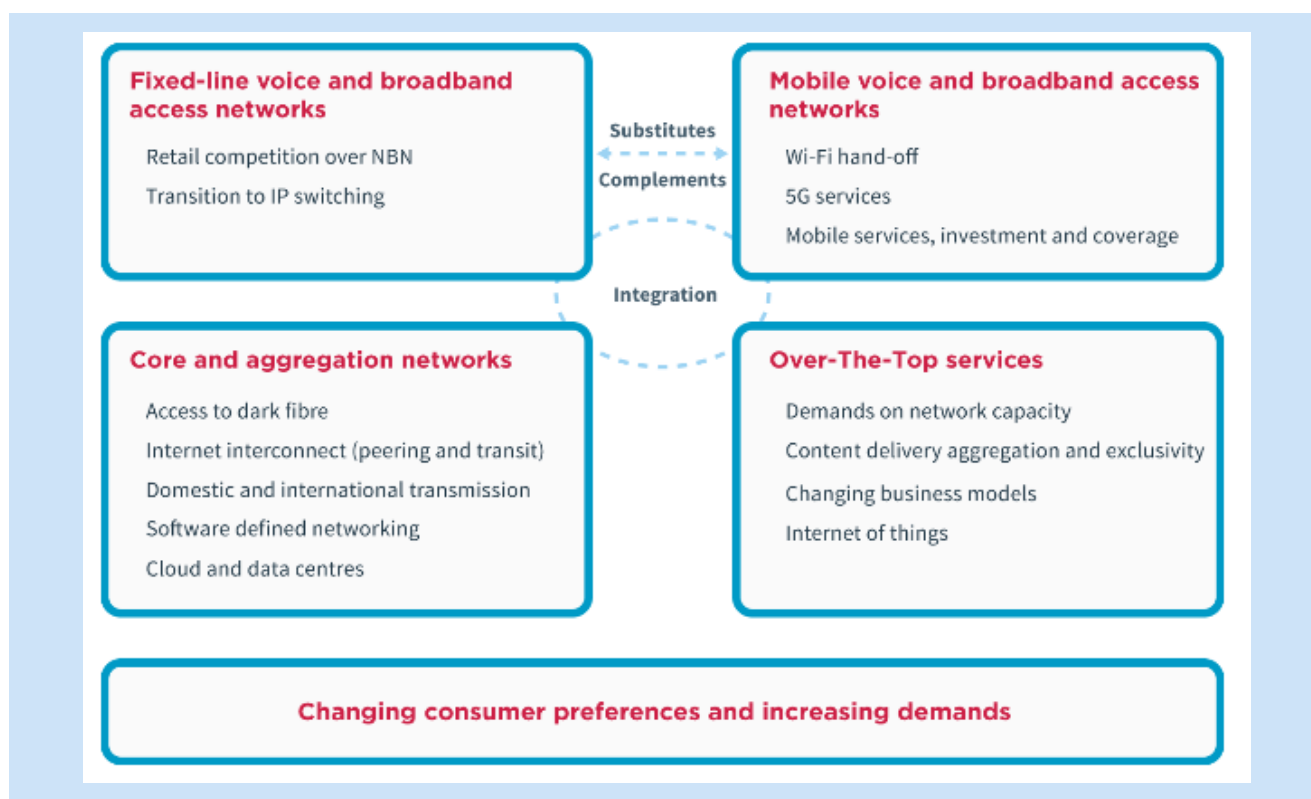 Fixed-line voice and broadband
access networks
Retail competition over NBN
Transition to IP switching
Substitutes
Complements
Mobile voice and broadband access
networks
Wi-Fi hand-off
5G services
Mobile services, investment and coverage
Integration
Core and aggregation networks
Access to dark fibre
Internet interconnect (peering and transit)
Domestic and international transmission
Software defined networking
Cloud and data centres
Over-The-Top services
Demands on network capacity
Content delivery aggregation and exclusivity
Changing business models
Internet of things
Changing consumer preferences and increasing demands